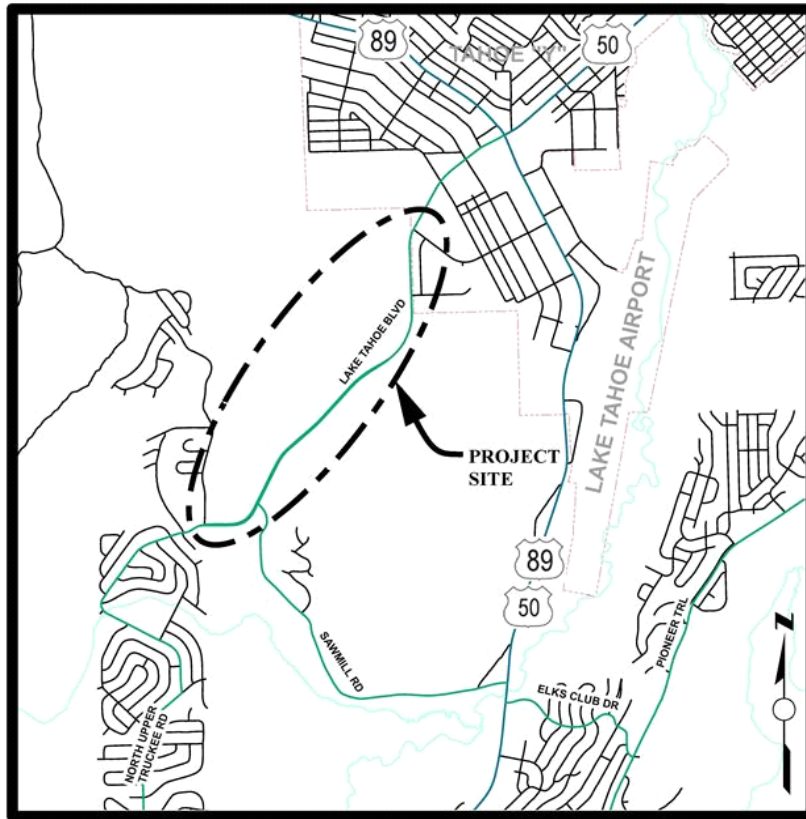 89
50
TAHOE "Y"
LAKE TAHOE BLVD
LAKE TAHOE AIRPORT
PROJECT
SITE
89
50
PIONEER TRL
SAWMILL RD
ELKS CLUB DR
NORTH UPPER
TRUCKEE RD
N